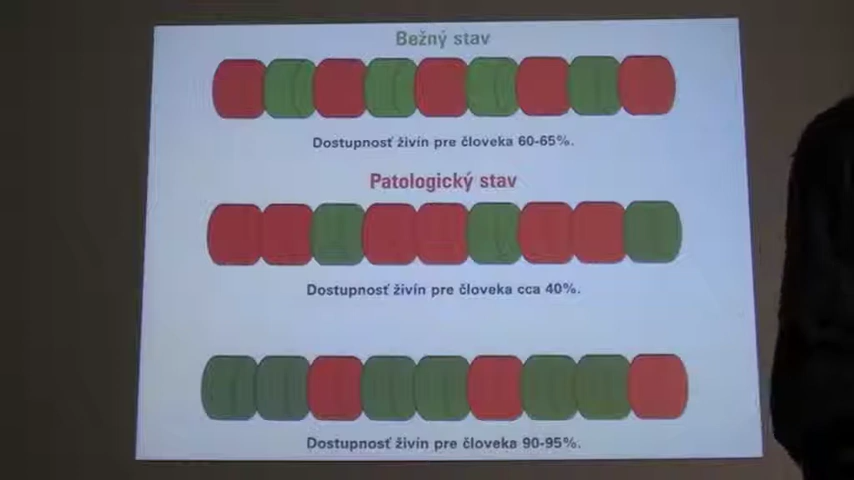 Bežný stav
Dostupnosť živín pre človeka 60-65%.
Patologický stav
Dostupnosť živín pre človeka cca 40%.
Dostupnosť živín pre človeka 90-95%.